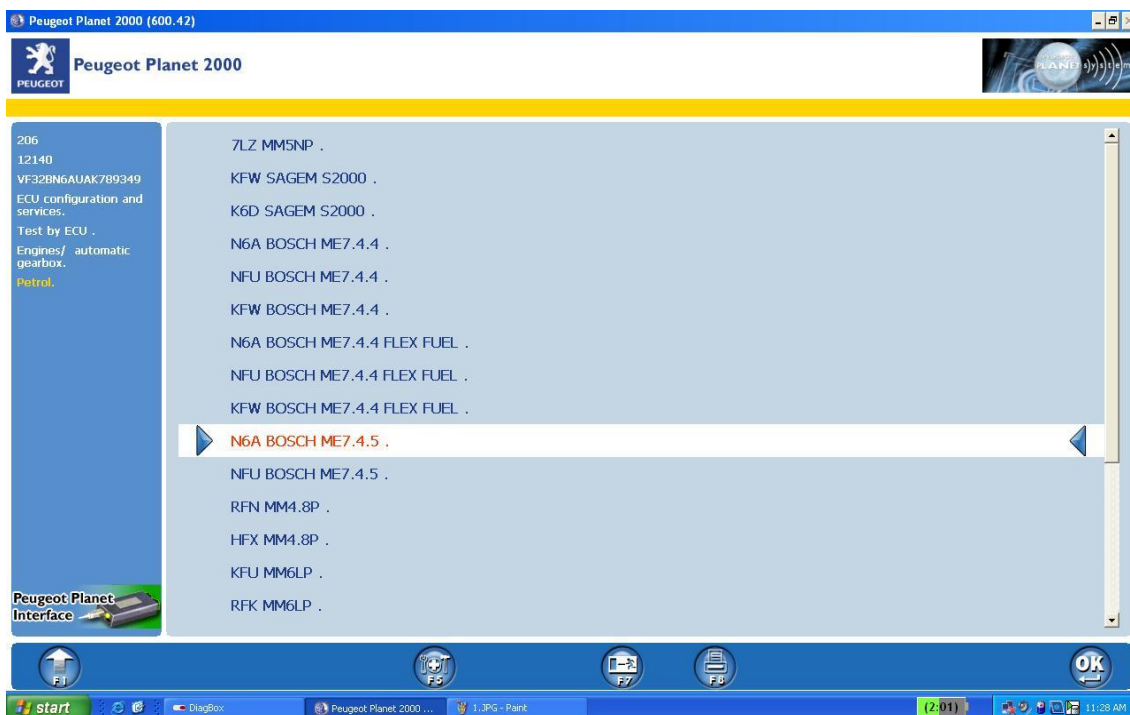 Peugeot Planet 2000 (600.42)
PEUGEOT
Peugeot Planet 2000
PLANET system
206
12140
VF32BN6AUAK789349
ECU configuration and
services.
Test by ECU .
Engines/ automatic
gearbox.
Petrol.
7LZ MM5NP .
KFW SAGEM S2000 .
K6D SAGEM S2000 .
N6A BOSCH ME7.4.4 .
NFU BOSCH ME7.4.4 .
KFW BOSCH ME7.4.4 .
N6A BOSCH ME7.4.4 FLEX FUEL .
NFU BOSCH ME7.4.4 FLEX FUEL .
KFW BOSCH ME7.4.4 FLEX FUEL .
N6A BOSCH ME7.4.5 .
NFU BOSCH ME7.4.5 .
RFN MM4.8P .
HFX MM4.8P .
KFU MM6LP .
RFK MM6LP .
Peugeot Planet
Interface
F1
F5
F7
F8
OK
start
DiagBox
Peugeot Planet 2000 ...
1.JPG - Paint
(2:01)
11:28 AM